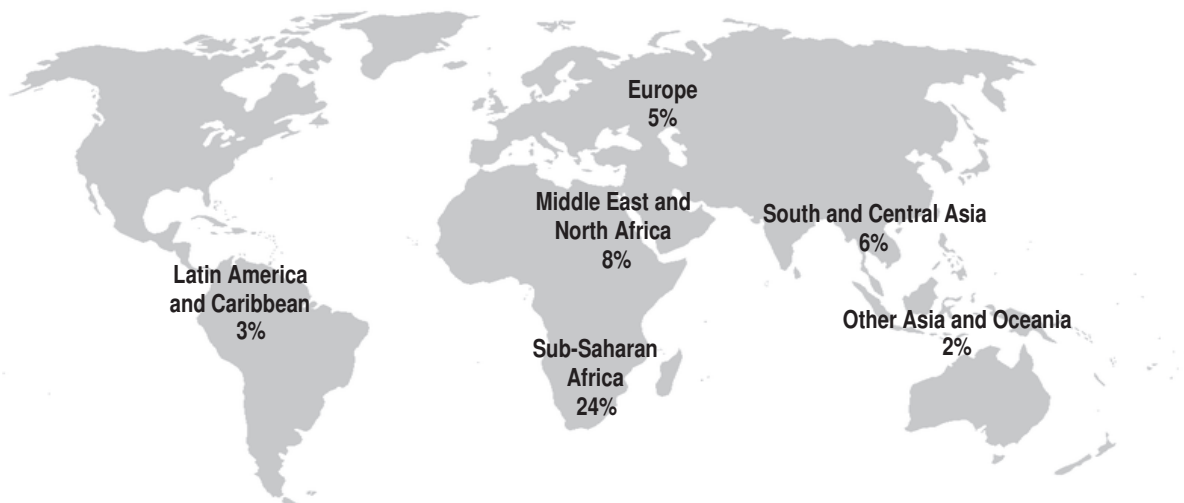 Europe
5%
Middle East and
North Africa
8%
South and Central Asia
6%
Latin America
and Caribbean
3%
Other Asia and Oceania
2%
Sub-Saharan
Africa
24%